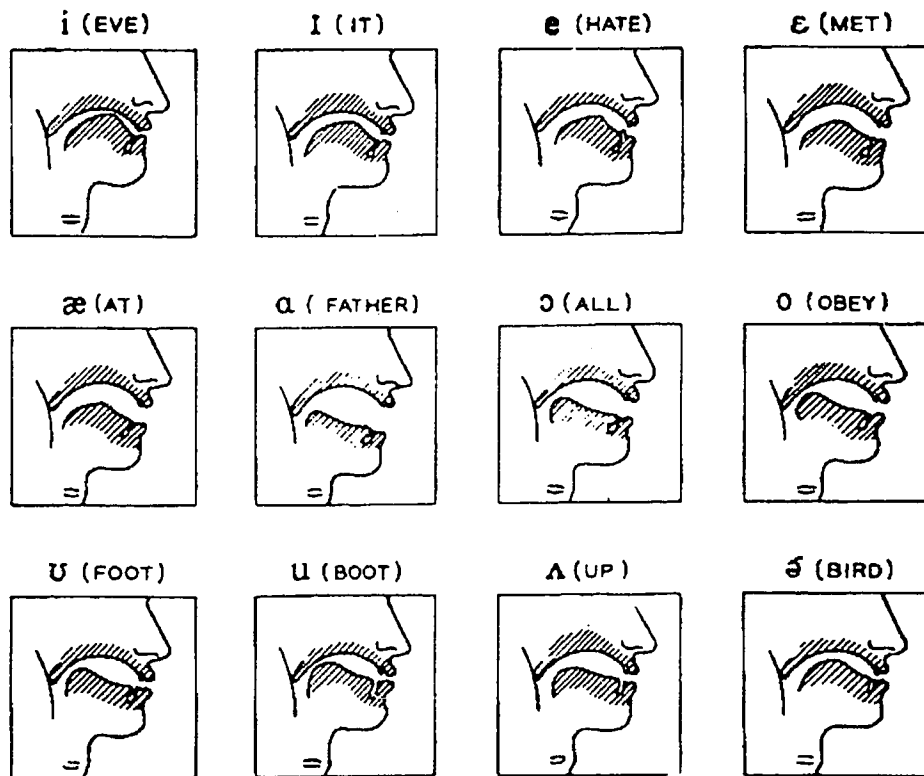 i (EVE) I (IT) e (HATE) ɛ (MET)
æ (AT) ɑ (FATHER) ɔ (ALL) o (OBEY)
ʊ (FOOT) u (BOOT) ʌ (UP) ɚ (BIRD)